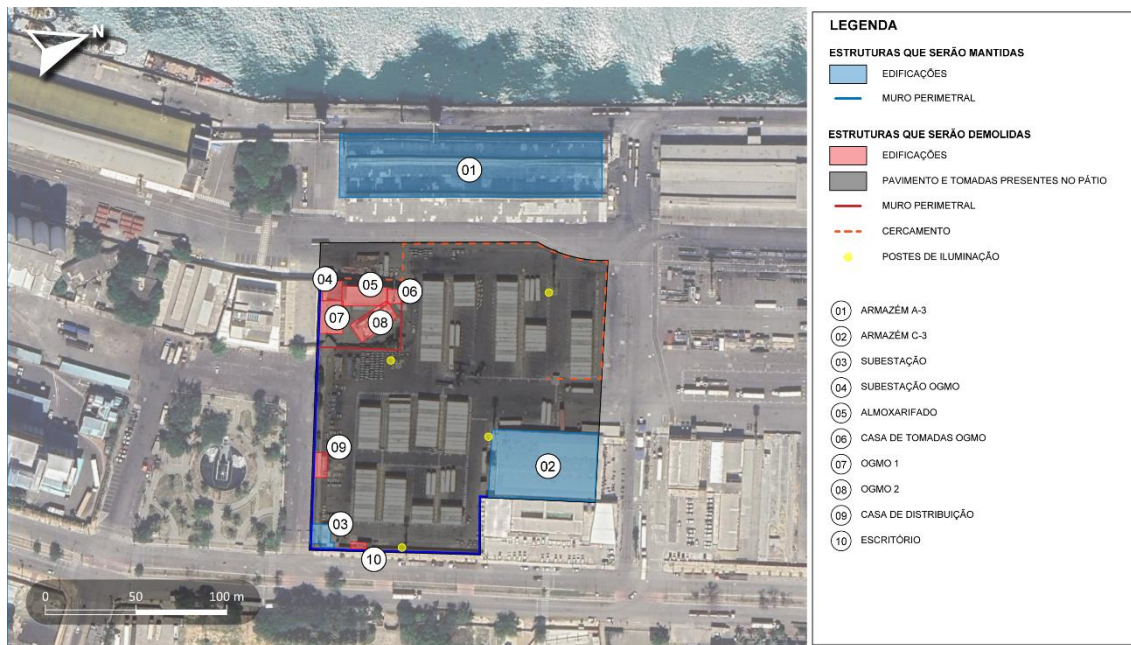 N
01
04
05
06
07
08
09
02
03
10
0 50 100 m
LEGENDA
ESTRUTURAS QUE SERÃO MANTIDAS
EDIFICAÇÕES
MURO PERIMETRAL
ESTRUTURAS QUE SERÃO DEMOLIDAS
EDIFICAÇÕES
PAVIMENTO E TOMADAS PRESENTES NO PÁTIO
MURO PERIMETRAL
CERCAMENTO
POSTES DE ILUMINAÇÃO
01 ARMAZÉM A-3
02 ARMAZÉM C-3
03 SUBESTAÇÃO
04 SUBESTAÇÃO OGMO
05 ALMOXARIFADO
06 CASA DE TOMADAS OGMO
07 OGMO 1
08 OGMO 2
09 CASA DE DISTRIBUIÇÃO
10 ESCRITÓRIO